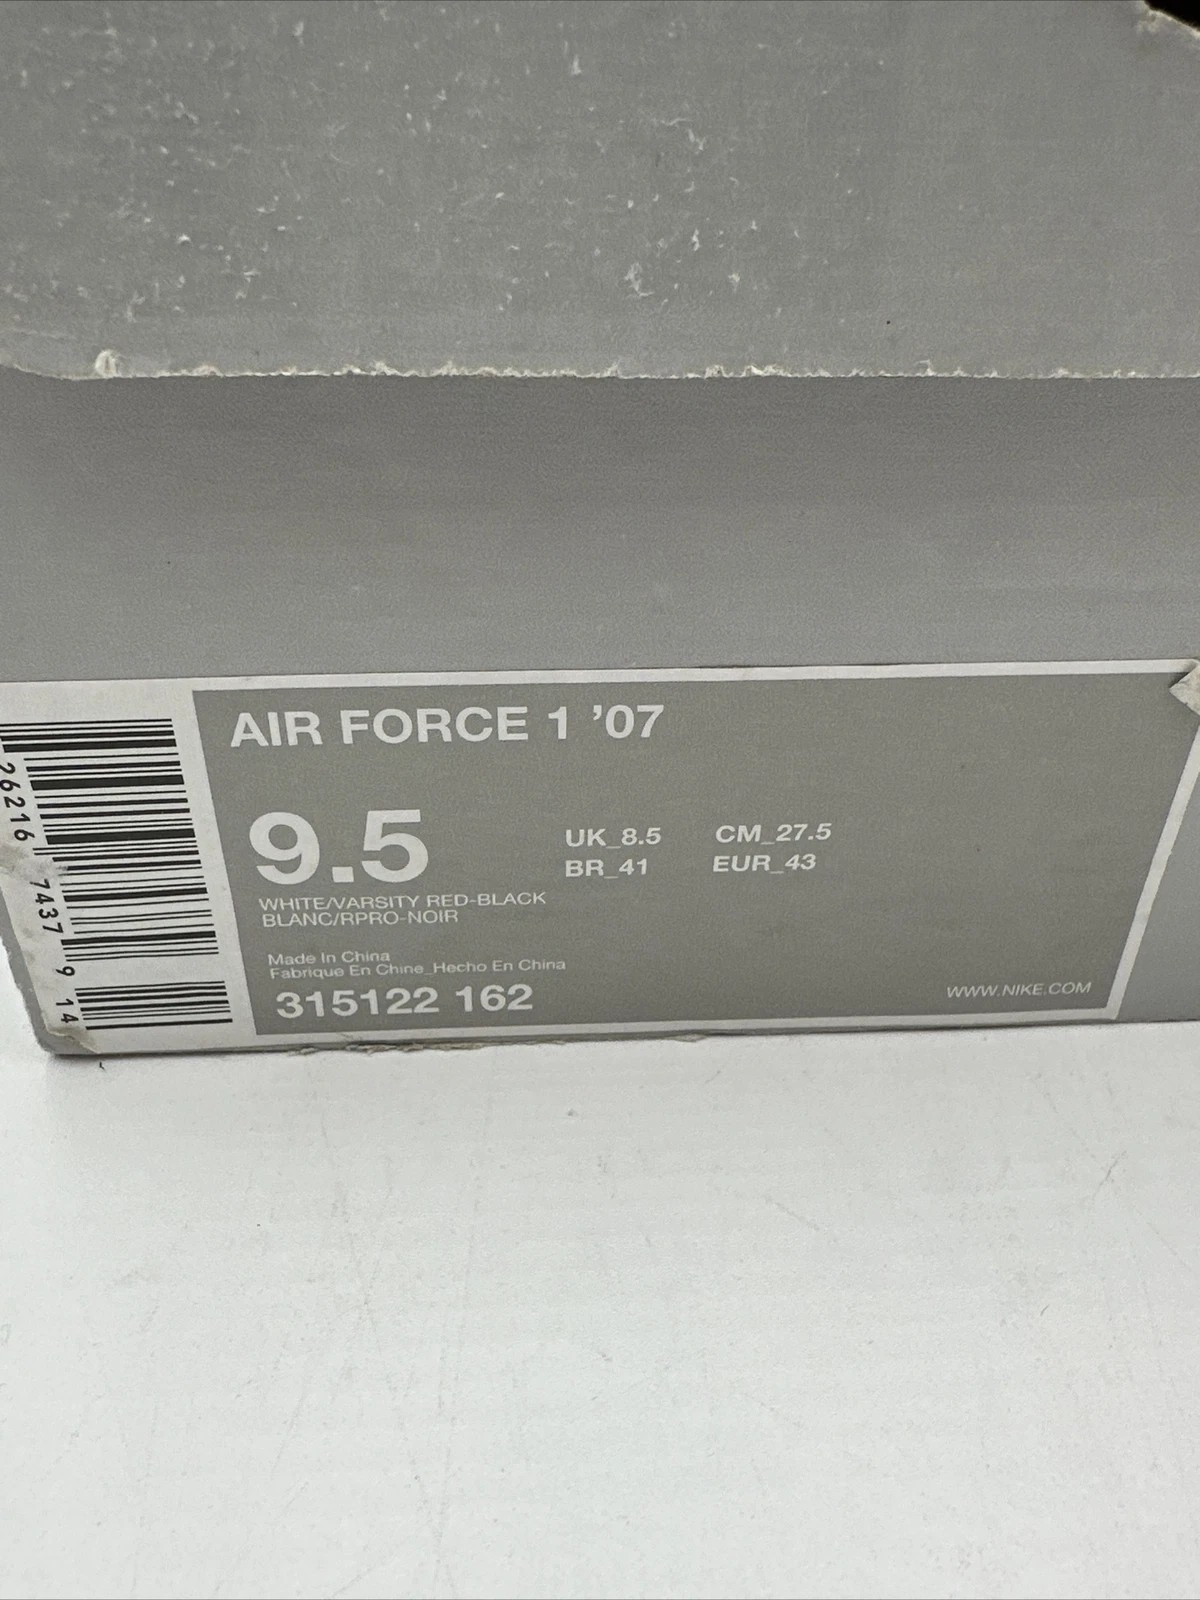 26216 7437 9 14
AIR FORCE 1 ’07
9.5
UK_8.5 CM_27.5
BR_41 EUR_43
WHITE/VARSITY RED-BLACK
BLANC/RPRO-NOIR
Made In China
Fabrique En Chine_Hecho En China
315122 162
WWW.NIKE.COM